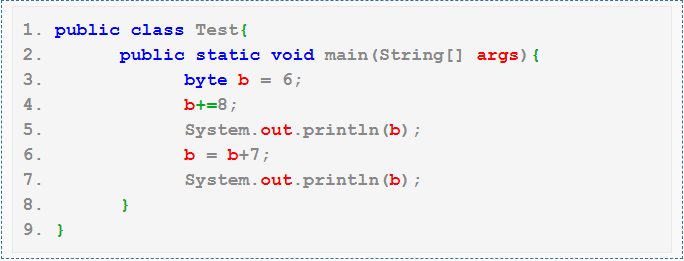 1. public class Test{
2. public static void main(String[] args){
3. byte b = 6;
4. b+=8;
5. System.out.println(b);
6. b = b+7;
7. System.out.println(b);
8. }
9. }